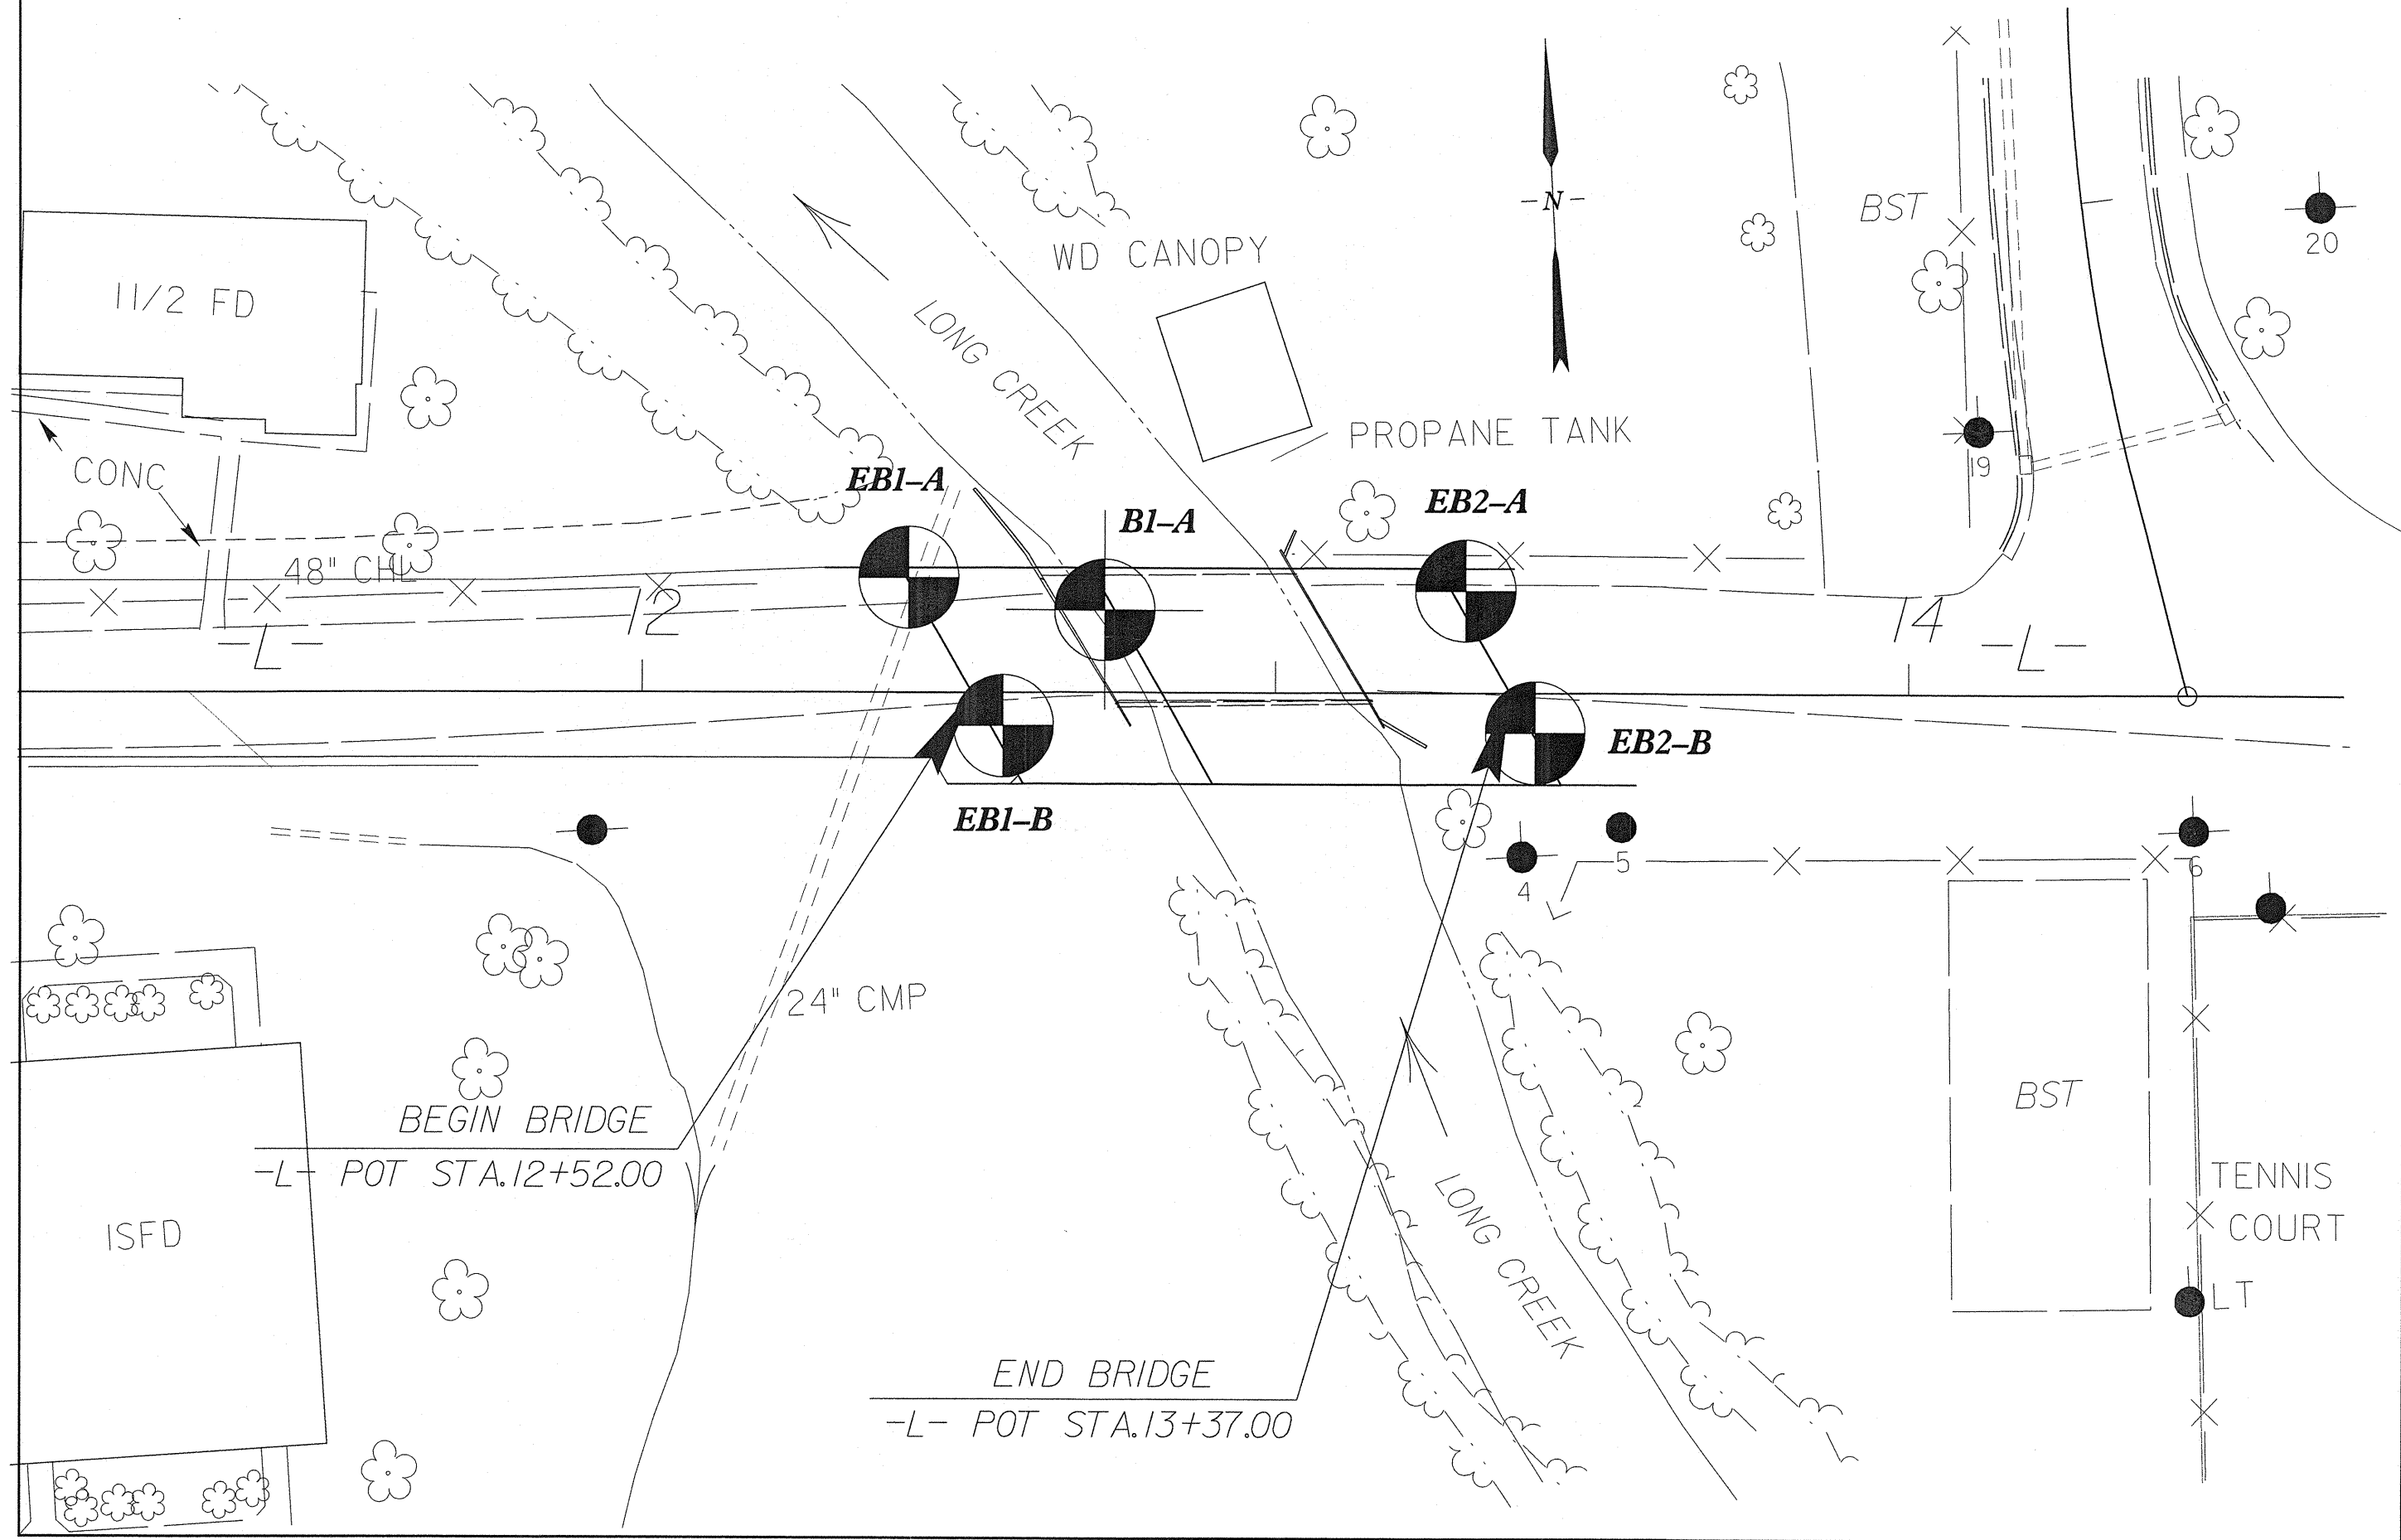 -N-
BST
20
WD CANOPY
11/2 FD
LONG CREEK
PROPANE TANK
19
CONC
EB1-A
EB2-A
B1-A
48" CHL
12
14
-L-
-L-
EB2-B
EB1-B
5
4
6
24" CMP
BST
BEGIN BRIDGE
-L- POT STA.12+52.00
TENNIS
COURT
LONG CREEK
1SFD
LT
END BRIDGE
-L- POT STA.13+37.00